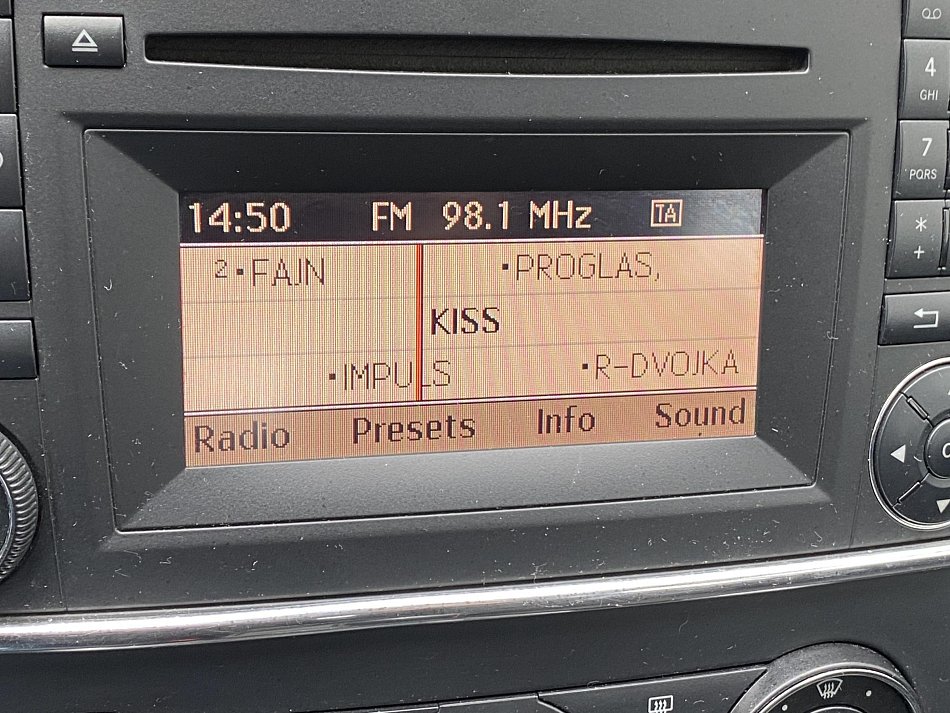 14:50 FM 98.1 MHz TA
2 ▪FAJN ▪PROGLAS,
KISS
▪IMPULS ▪R-DVOJKA
Radio Presets Info Sound
4
GHI
7
PQRS
*
+